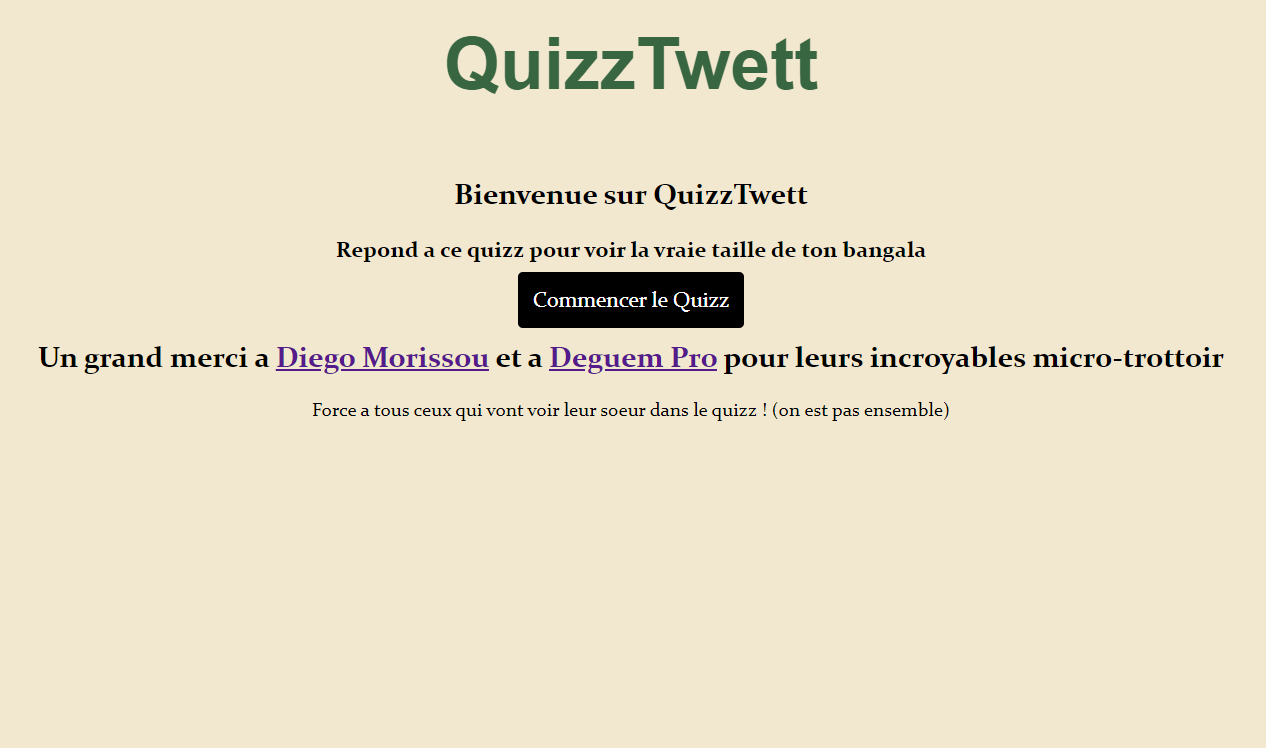 QuizzTwett
Bienvenue sur QuizzTwett
Repond a ce quizz pour voir la vraie taille de ton bangala
Commencer le Quizz
Un grand merci a Diego Morissou et a Deguem Pro pour leurs incroyables micro-trottoir
Force a tous ceux qui vont voir leur soeur dans le quizz ! (on est pas ensemble)